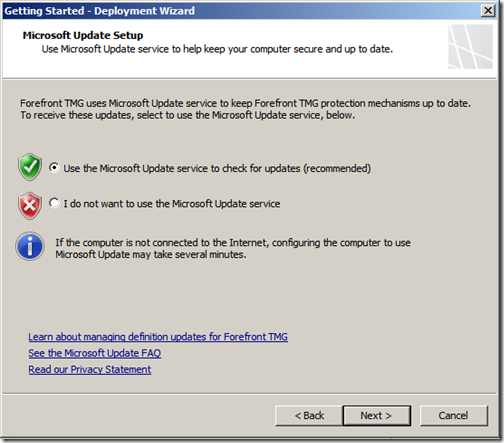 Getting Started - Deployment Wizard
Microsoft Update Setup
Use Microsoft Update service to help keep your computer secure and up to date.
Forefront TMG uses Microsoft Update service to keep Forefront TMG protection mechanisms up to date.
To receive these updates, select to use the Microsoft Update service, below.
Use the Microsoft Update service to check for updates (recommended)
I do not want to use the Microsoft Update service
If the computer is not connected to the Internet, configuring the computer to use
Microsoft Update may take several minutes.
Learn about managing definition updates for Forefront TMG
See the Microsoft Update FAQ
Read our Privacy Statement
< Back
Next >
Cancel